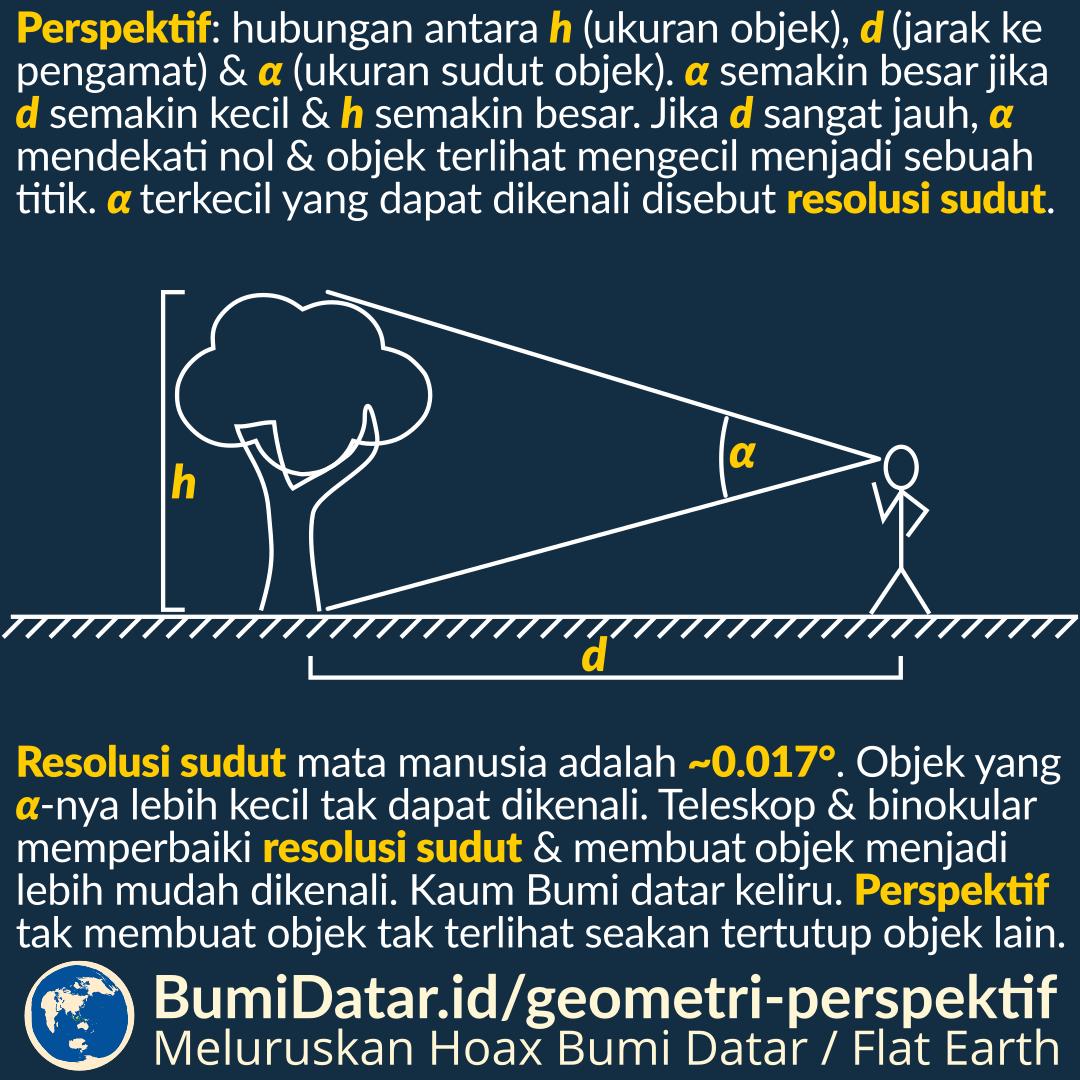 Perspektif: hubungan antara h (ukuran objek), d (jarak ke
pengamat) & α (ukuran sudut objek). α semakin besar jika
d semakin kecil & h semakin besar. Jika d sangat jauh, α
mendekati nol & objek terlihat mengecil menjadi sebuah
titik. α terkecil yang dapat dikenali disebut resolusi sudut.
α
h
d
Resolusi sudut mata manusia adalah ~0.017°. Objek yang
α-nya lebih kecil tak dapat dikenali. Teleskop & binokular
memperbaiki resolusi sudut & membuat objek menjadi
lebih mudah dikenali. Kaum Bumi datar keliru. Perspektif
tak membuat objek tak terlihat seakan tertutup objek lain.
BumiDatar.id/geometri-perspektif
Meluruskan Hoax Bumi Datar / Flat Earth